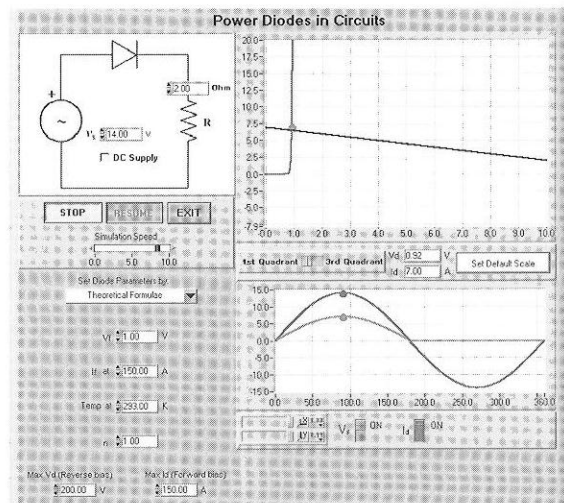 Power Diodes in Circuits
+
2.00 Ohm
R
~
Vs 14.00 V
DC Supply
STOP RESUME EXIT
Simulation Speed
0.0 5.0 10.0
20.0
17.5
15.0
12.5
10.0
7.5
5.0
2.5
0.0
-2.5
-5.0
0.0 1.0 2.0 3.0 4.0 5.0 6.0 7.0 8.0 9.0 10.0
1st Quadrant 3rd Quadrant
Vd 0.92 V
Id 7.00 A
Set Default Scale
Set Diode Parameters by
Theoretical Formulae
Vf 1.00 V
If at 150.00 A
Temp at 293.00 K
n 1.00
Max Vd (Reverse bias) Max Id (Forward bias)
200.00 V 150.00 A
15.0
10.0
5.0
0.0
-5.0
-10.0
-15.0
0.0 50.0 100.0 150.0 200.0 250.0 300.0 360.0
Vs ON Id ON